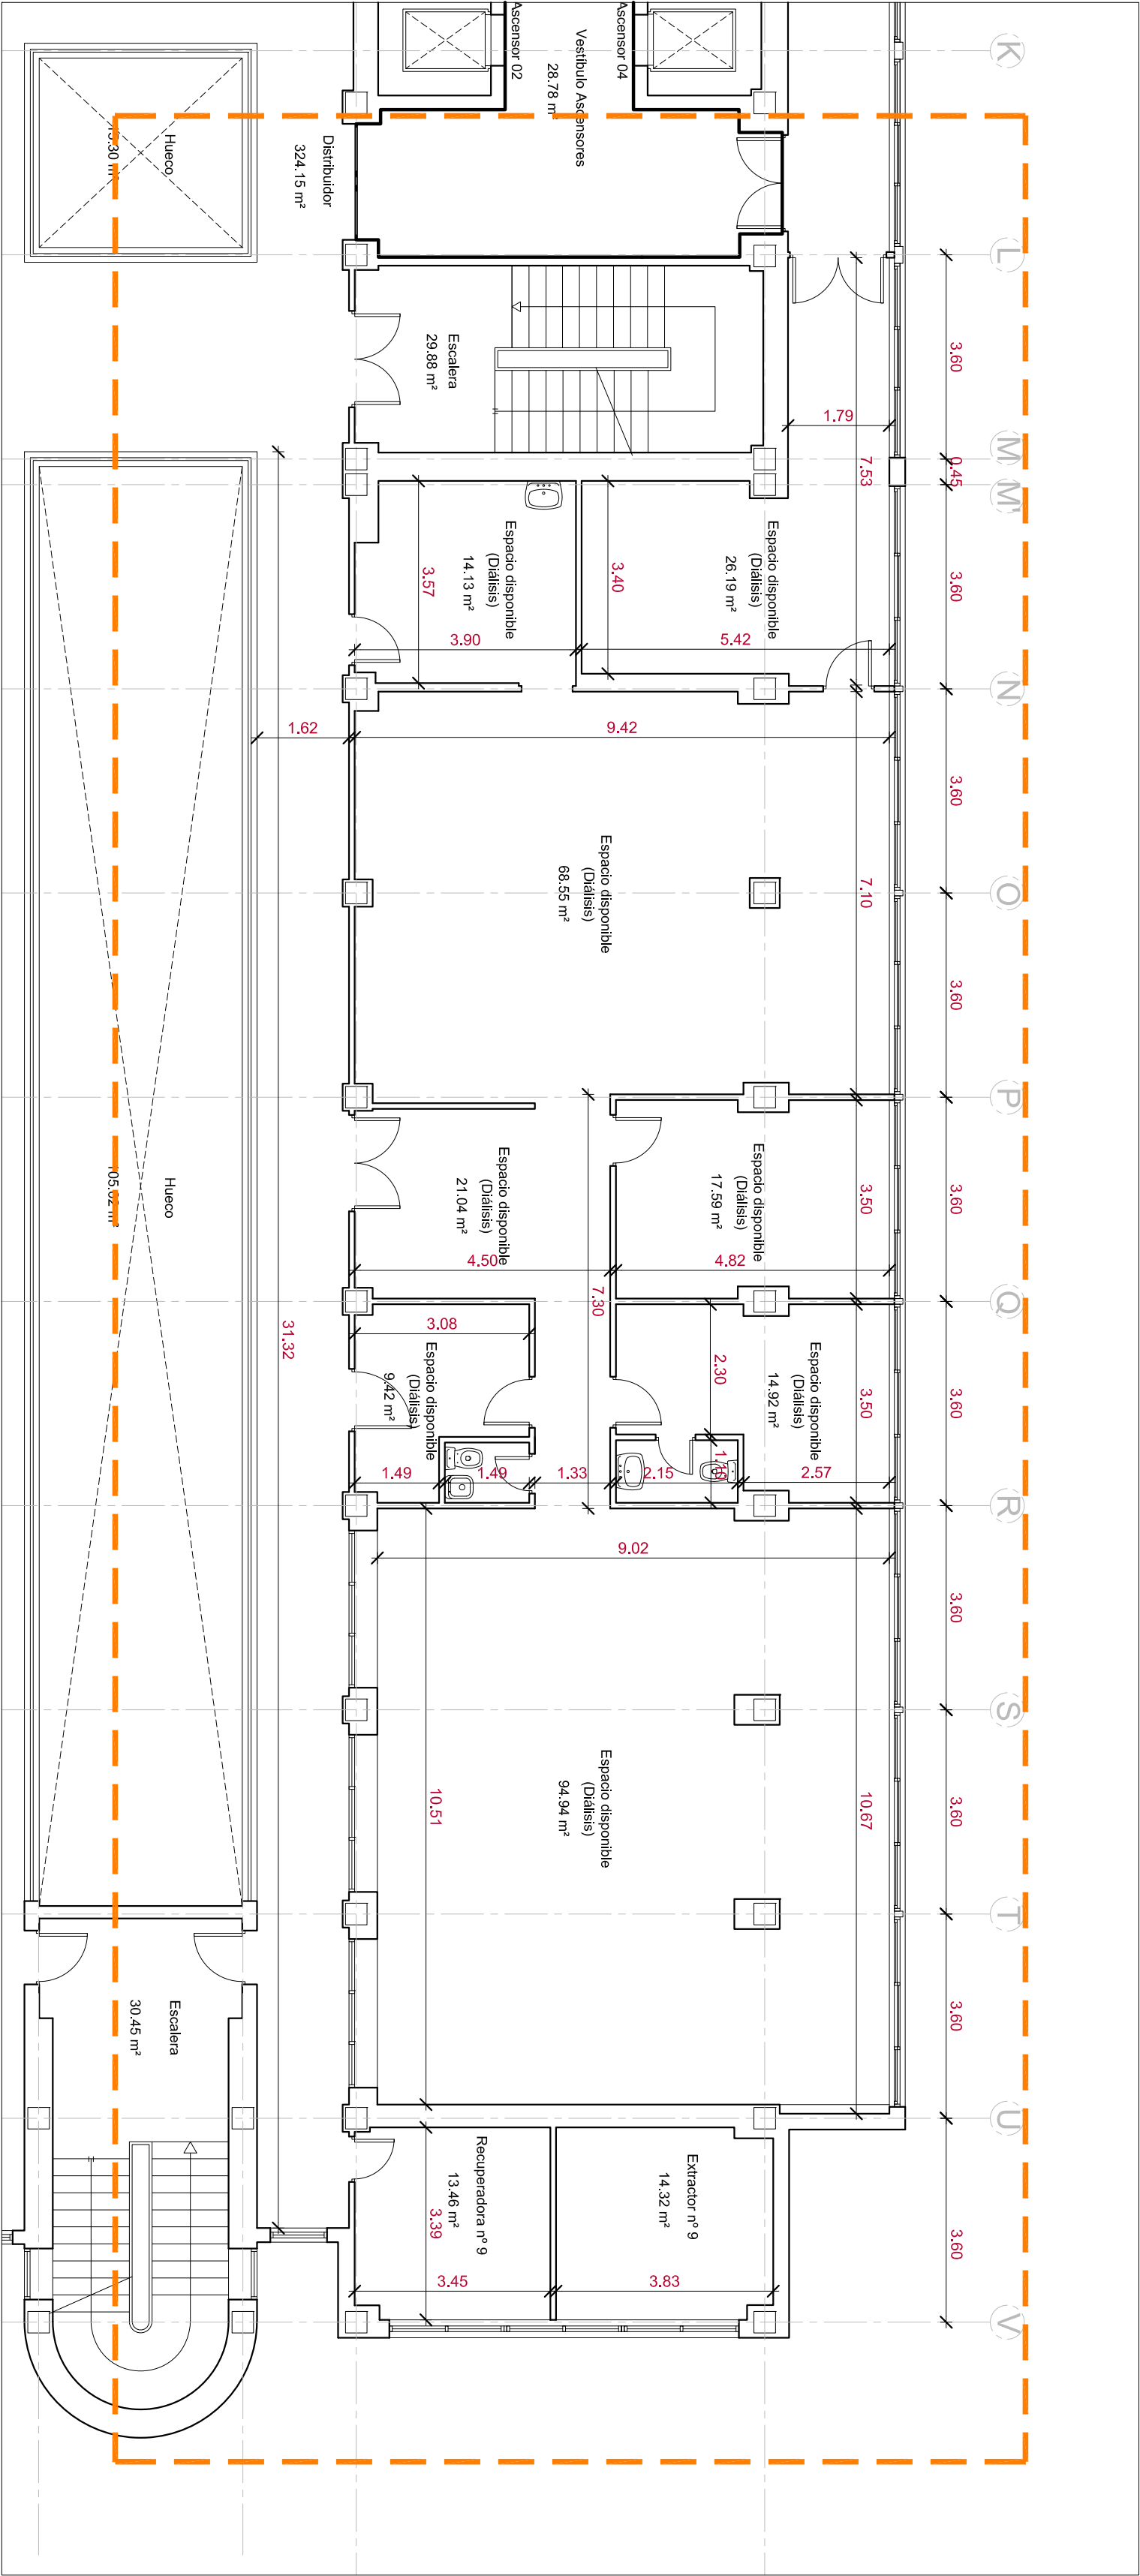 K
L
M
M'
N
O
P
Q
R
S
T
U
V
3.60
0.45
3.60
3.60
3.60
3.60
3.60
3.60
3.60
3.60
3.60
Ascensor 04
Ascensor 02
Vestíbulo Ascensores
28.78 m²
Distribuidor
324.15 m²
Hueco
Escalera
29.88 m²
1.79
7.53
Espacio disponible
(Diálisis)
26.19 m²
3.40
5.42
Espacio disponible
(Diálisis)
14.13 m²
3.57
3.90
1.62
9.42
7.10
Espacio disponible
(Diálisis)
68.55 m²
Espacio disponible
(Diálisis)
17.59 m²
3.50
4.82
Espacio disponible
(Diálisis)
21.04 m²
4.50
7.30
Hueco
31.32
3.08
Espacio disponible
(Diálisis)
9.42 m²
2.30
Espacio disponible
(Diálisis)
14.92 m²
3.50
1.49
1.49
1.33
2.15
1.10
2.57
9.02
Espacio disponible
(Diálisis)
94.94 m²
10.51
10.67
Escalera
30.45 m²
Recuperadora nº 9
13.46 m²
3.39
3.45
Extractor nº 9
14.32 m²
3.83